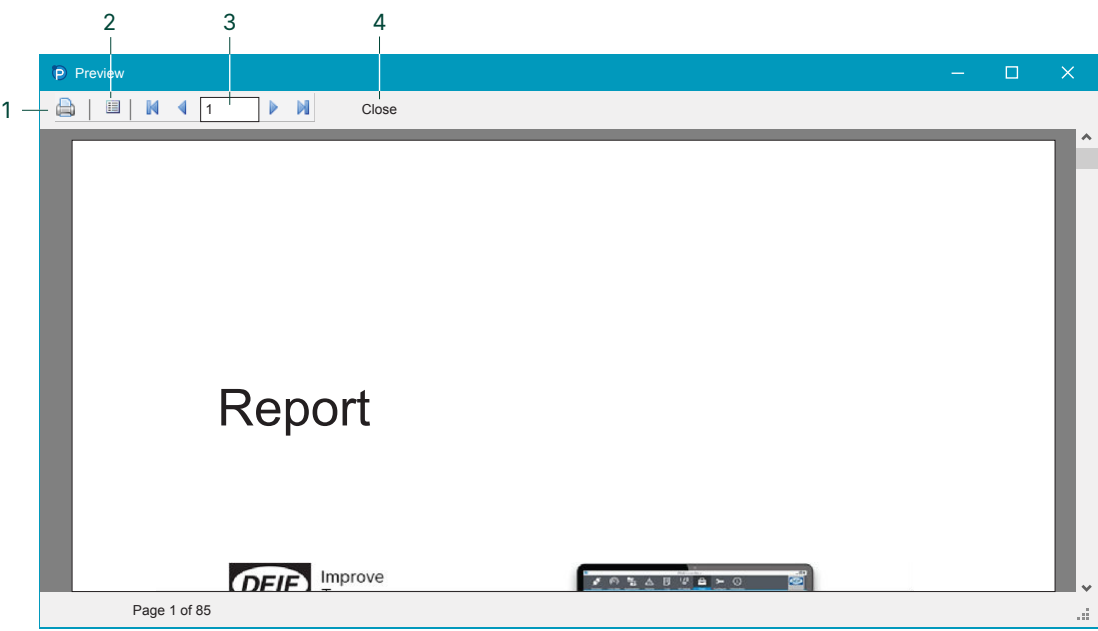 2 3 4
Preview
1
1 Close
Report
DEIF Improve
Page 1 of 85